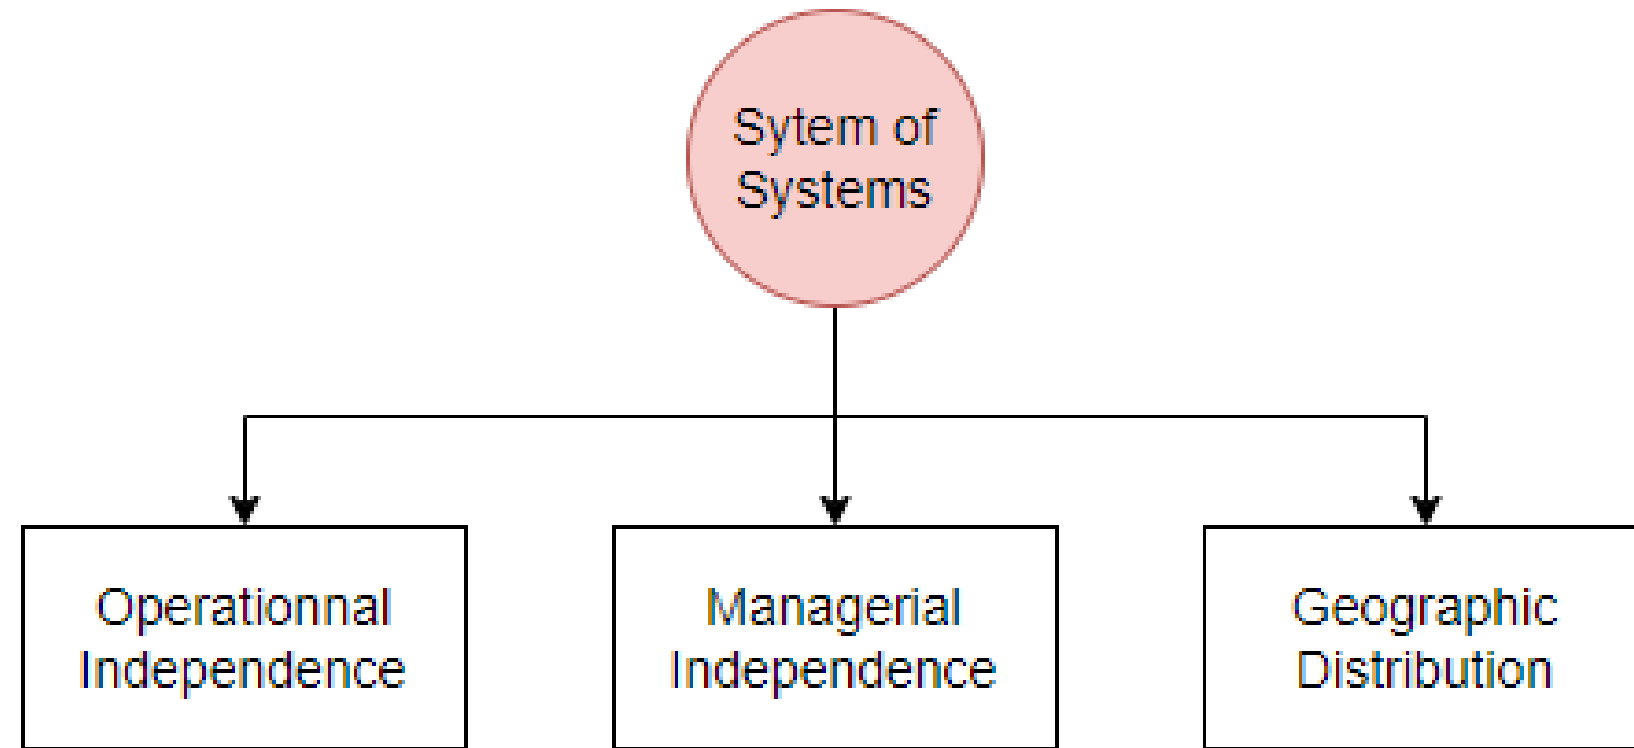 Sytem of
Systems
Operationnal
Independence
Managerial
Independence
Geographic
Distribution